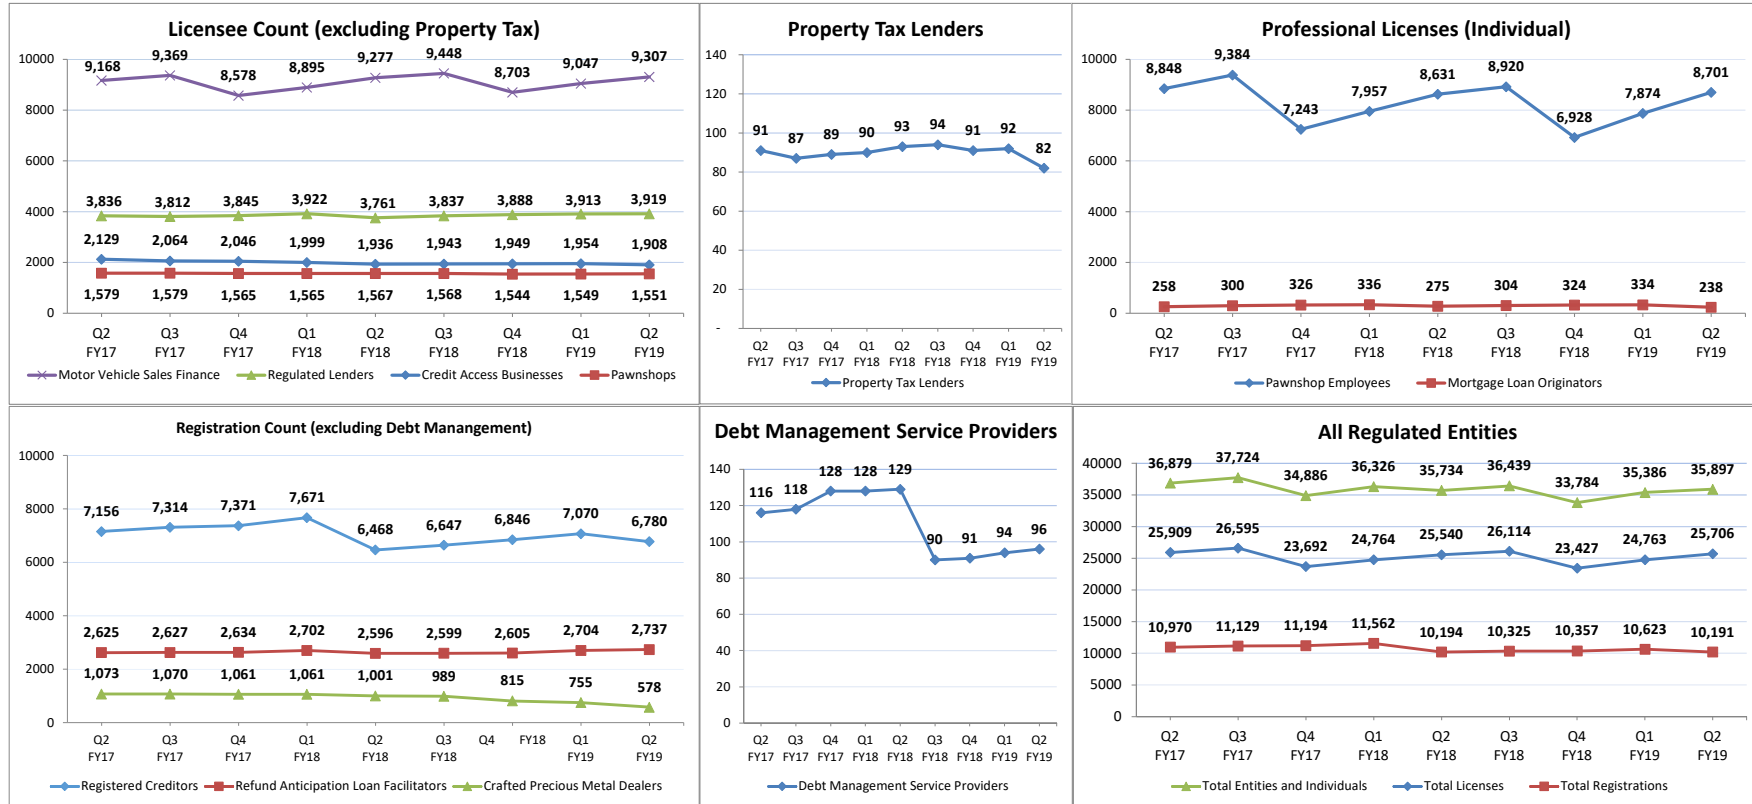 Licensee Count (excluding Property Tax)
10000
8000
6000
4000
2000
0
9,168 9,369 8,578 8,895 9,277 9,448 8,703 9,047 9,307
3,836 3,812 3,845 3,922 3,761 3,837 3,888 3,913 3,919
2,129 2,064 2,046 1,999 1,936 1,943 1,949 1,954 1,908
1,579 1,579 1,565 1,565 1,567 1,568 1,544 1,549 1,551
Q2 Q3 Q4 Q1 Q2 Q3 Q4 Q1 Q2
FY17 FY17 FY17 FY18 FY18 FY18 FY18 FY19 FY19
Motor Vehicle Sales Finance Regulated Lenders Credit Access Businesses Pawnshops
Property Tax Lenders
140
120
100
80
60
40
20
-
91 87 89 90 93 94 91 92 82
Q2 Q3 Q4 Q1 Q2 Q3 Q4 Q1 Q2
FY17 FY17 FY17 FY18 FY18 FY18 FY18 FY19 FY19
Property Tax Lenders
Professional Licenses (Individual)
10000
8000
6000
4000
2000
0
8,848 9,384 7,243 7,957 8,631 8,920 6,928 7,874 8,701
258 300 326 336 275 304 324 334 238
Q2 Q3 Q4 Q1 Q2 Q3 Q4 Q1 Q2
FY17 FY17 FY17 FY18 FY18 FY18 FY18 FY19 FY19
Pawnshop Employees Mortgage Loan Originators
Registration Count (excluding Debt Manangement)
10000
8000
6000
4000
2000
0
7,156 7,314 7,371 7,671 6,468 6,647 6,846 7,070 6,780
2,625 2,627 2,634 2,702 2,596 2,599 2,605 2,704 2,737
1,073 1,070 1,061 1,061 1,001 989 815 755 578
Q2 Q3 Q4 Q1 Q2 Q3 Q4 FY18 Q1 Q2
FY17 FY17 FY17 FY18 FY18 FY18 FY19 FY19
Registered Creditors Refund Anticipation Loan Facilitators Crafted Precious Metal Dealers
Debt Management Service Providers
140
120
100
80
60
40
20
0
116 118 128 128 129 90 91 94 96
Q2 Q3 Q4 Q1 Q2 Q3 Q4 Q1 Q2
FY17 FY17 FY17 FY18 FY18 FY18 FY18 FY19 FY19
Debt Management Service Providers
All Regulated Entities
40000
35000
30000
25000
20000
15000
10000
5000
0
36,879 37,724 34,886 36,326 35,734 36,439 33,784 35,386 35,897
25,909 26,595 23,692 24,764 25,540 26,114 23,427 24,763 25,706
10,970 11,129 11,194 11,562 10,194 10,325 10,357 10,623 10,191
Q2 Q3 Q4 Q1 Q2 Q3 Q4 Q1 Q2
FY17 FY17 FY17 FY18 FY18 FY18 FY18 FY19 FY19
Total Entities and Individuals Total Licenses Total Registrations